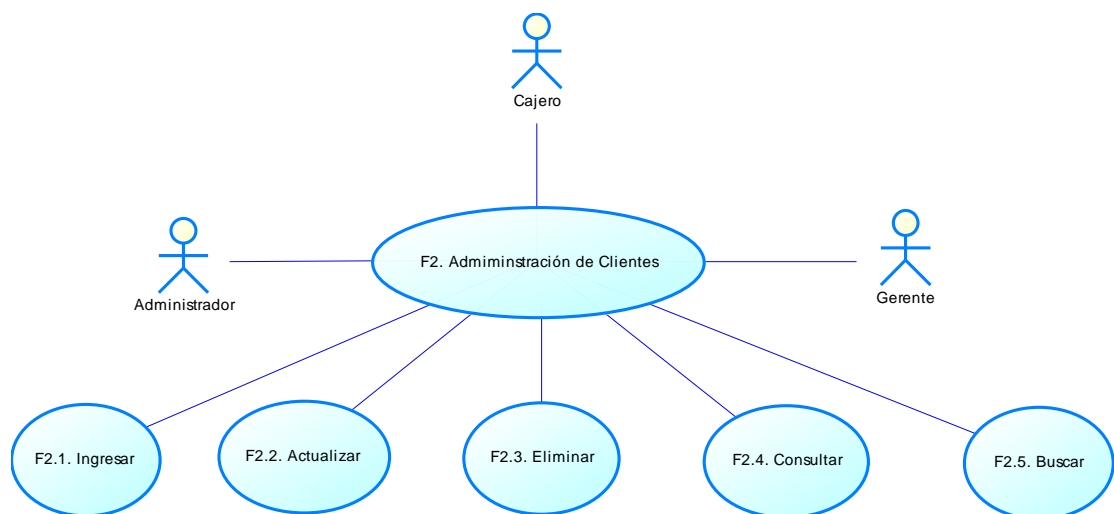 Cajero
F2. Admiminstración de Clientes
Administrador
Gerente
F2.1. Ingresar
F2.2. Actualizar
F2.3. Eliminar
F2.4. Consultar
F2.5. Buscar